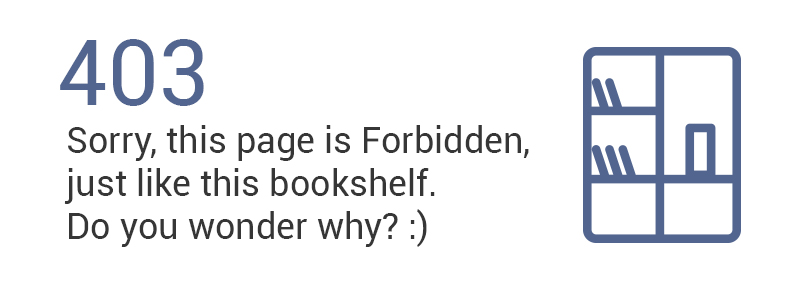 403
Sorry, this page is Forbidden,
just like this bookshelf.
Do you wonder why? :)